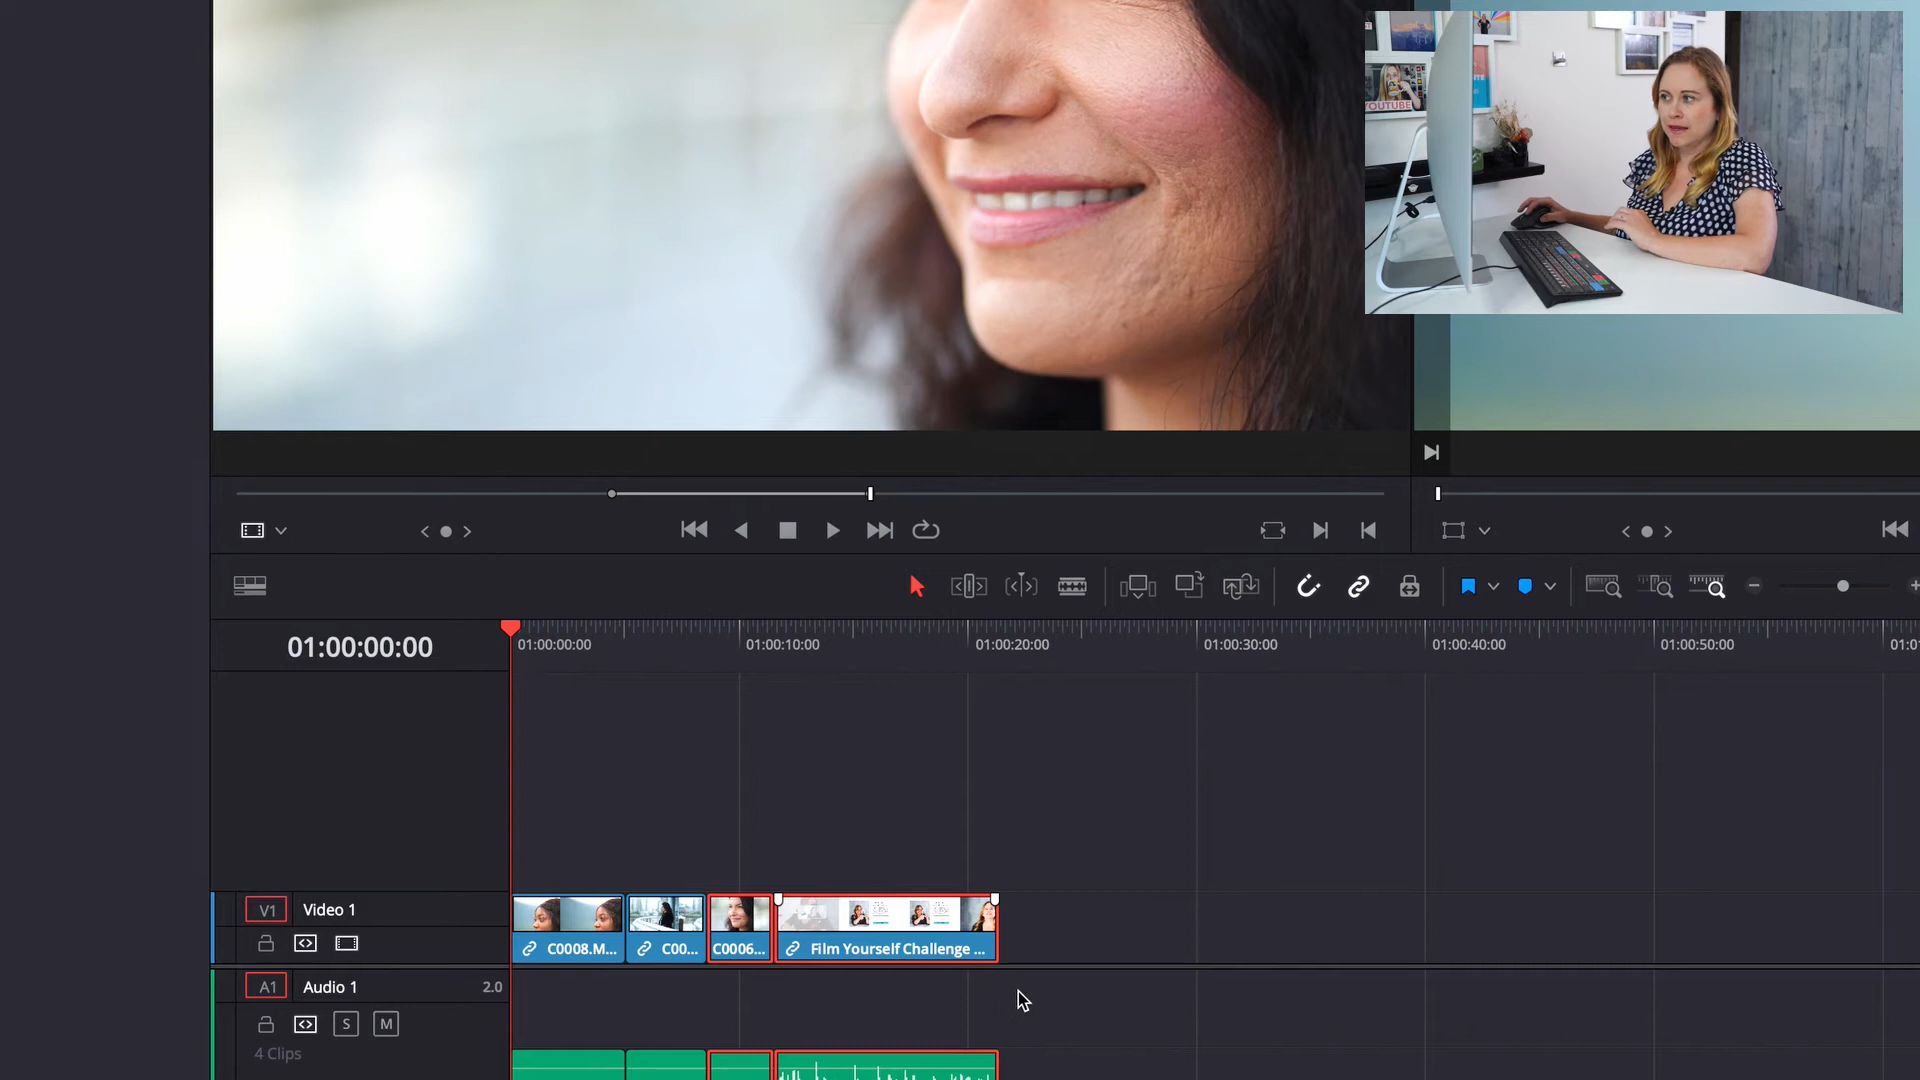 YOUTUBE
01:00:00:00
01:00:00:00
01:00:10:00
01:00:20:00
01:00:30:00
01:00:40:00
01:00:50:00
01:0
V1
Video 1
C0008.M...
C00...
C0006...
Film Yourself Challenge ...
A1
Audio 1
2.0
S
M
4 Clips